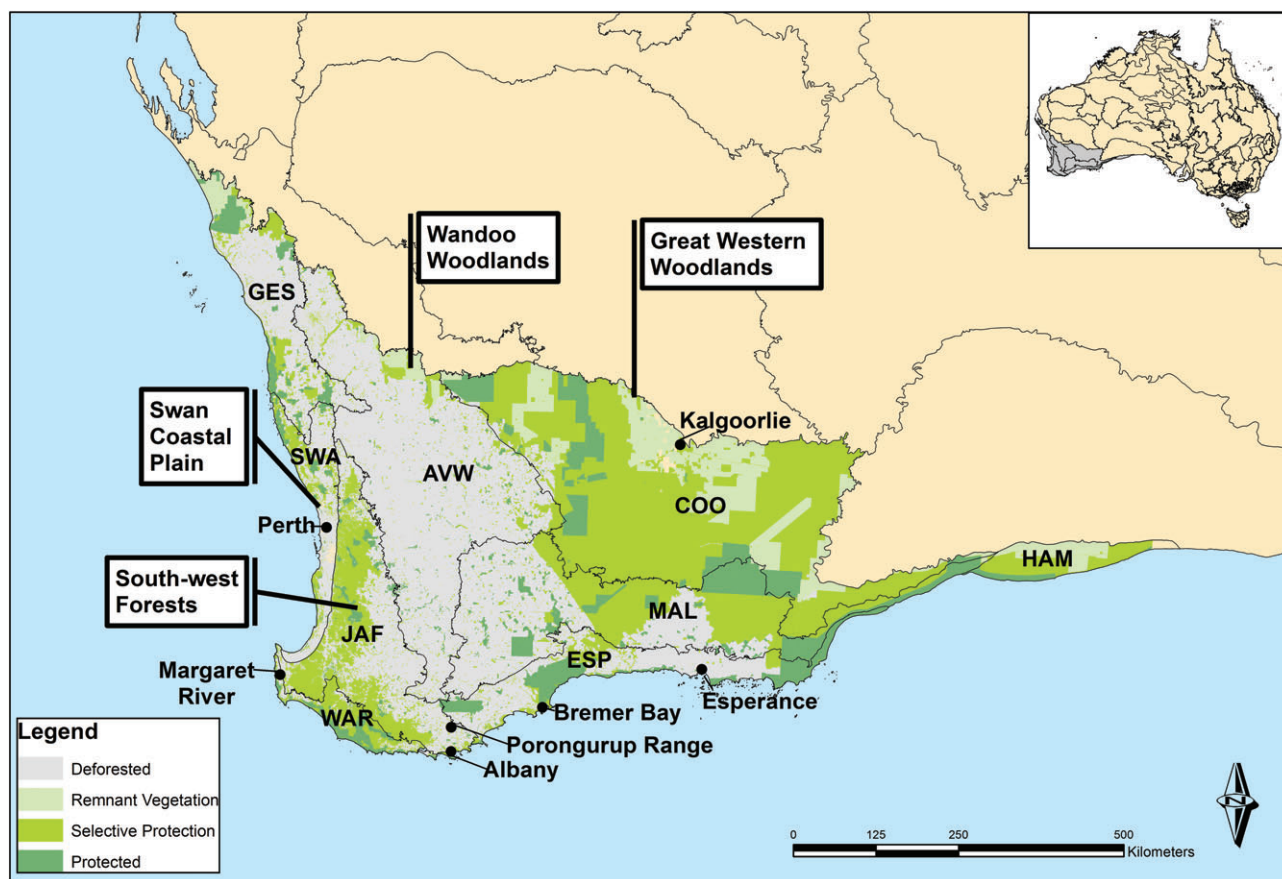 Wandoo
Woodlands
Great Western
Woodlands
GES
Swan
Coastal
Plain
Kalgoorlie
SWA
AVW
COO
Perth
HAM
South-west
Forests
MAL
JAF
ESP
Margaret
River
Esperance
WAR
Bremer Bay
Porongurup Range
Albany
Legend
Deforested
Remnant Vegetation
Selective Protection
Protected
N
0 125 250 500
Kilometers